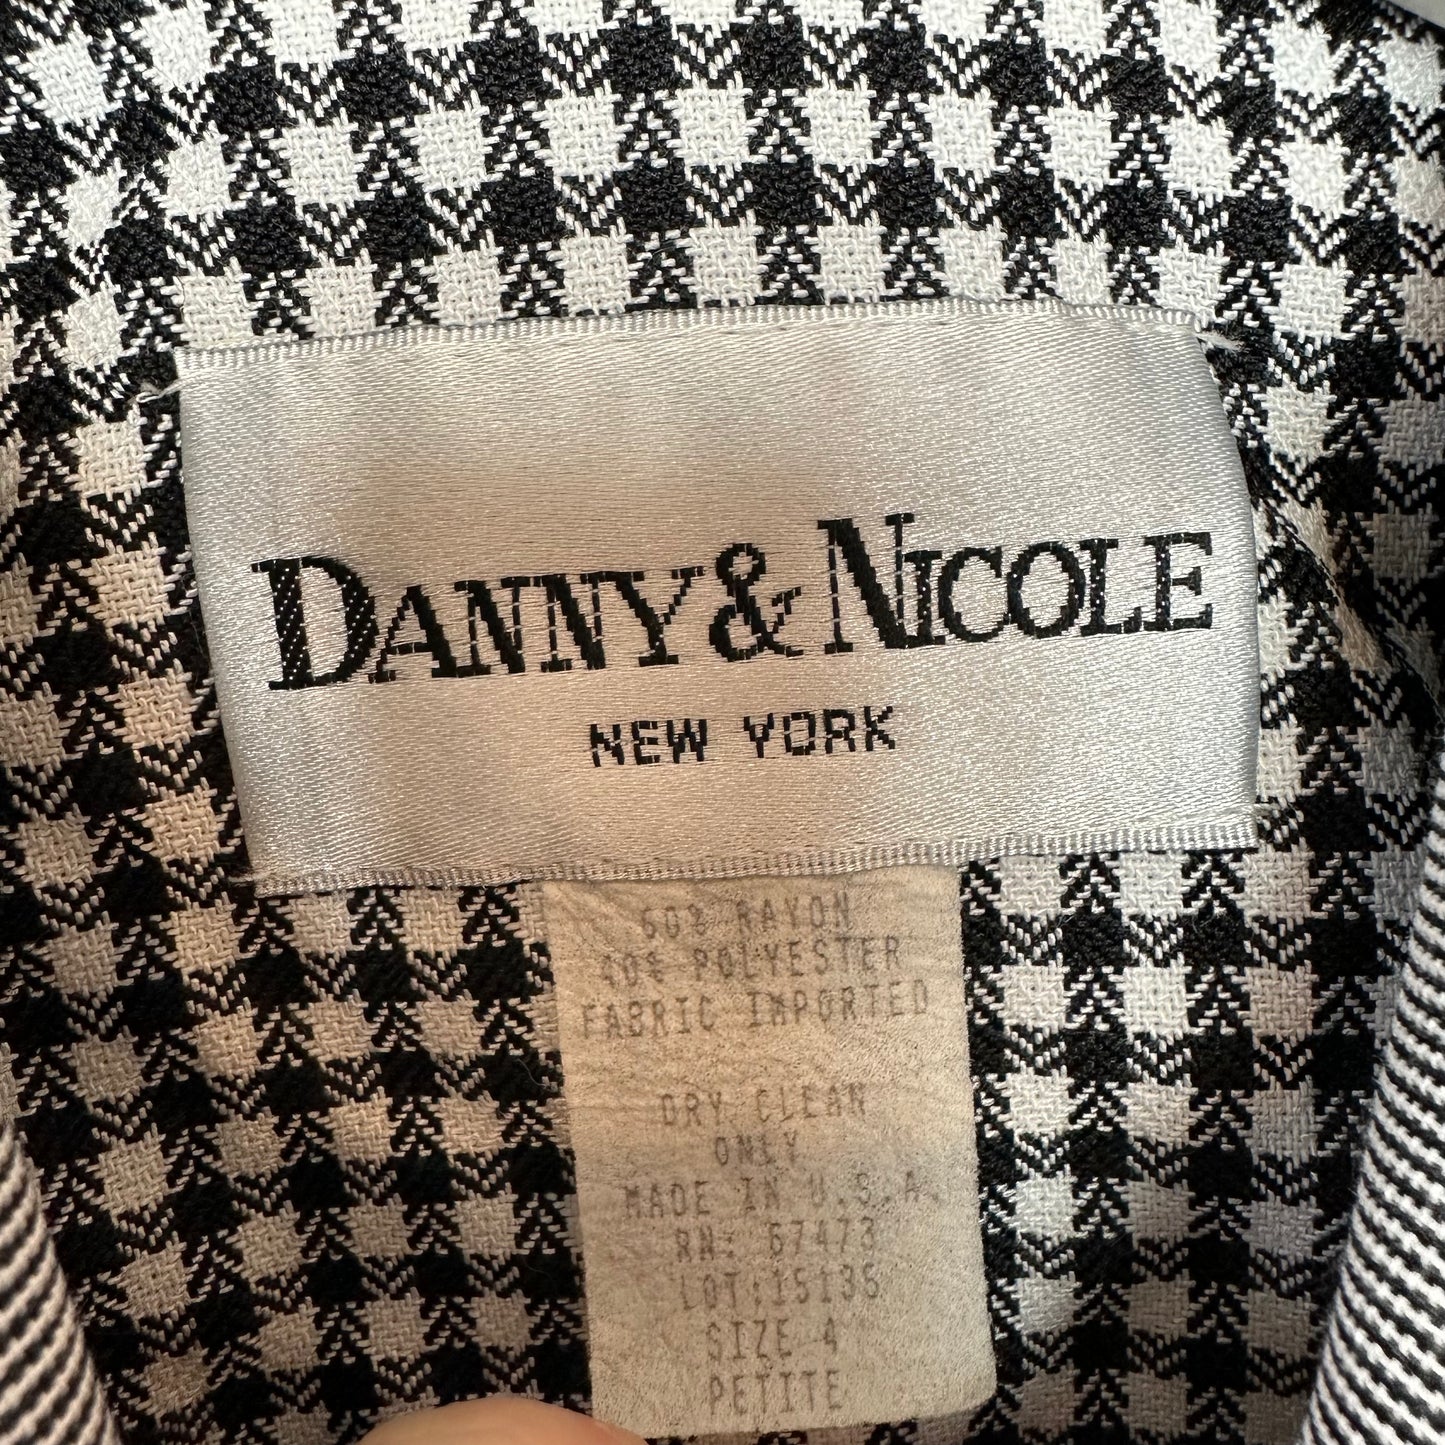 DANNY & NICOLE
NEW YORK
60% RAYON
40% POLYESTER
FABRIC IMPORTED
DRY CLEAN
ONLY
MADE IN U.S.A.
RN: 67473
LOT:15135
SIZE 4
PETITE